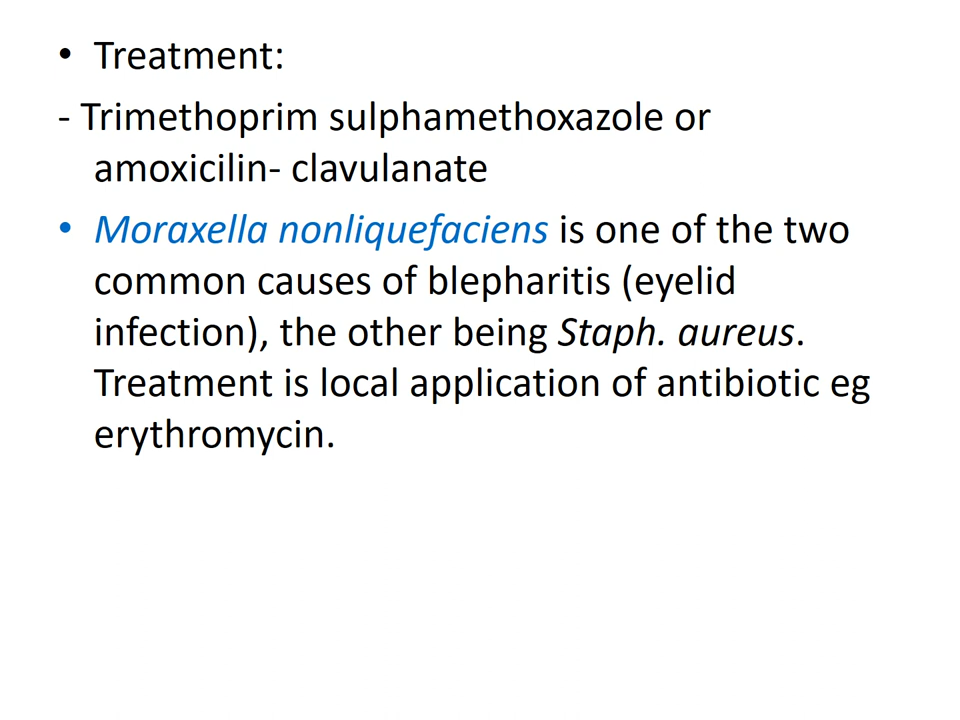 • Treatment:
- Trimethoprim sulphamethoxazole or
amoxicilin- clavulanate
• Moraxella nonliquefaciens is one of the two
common causes of blepharitis (eyelid
infection), the other being Staph. aureus.
Treatment is local application of antibiotic eg
erythromycin.